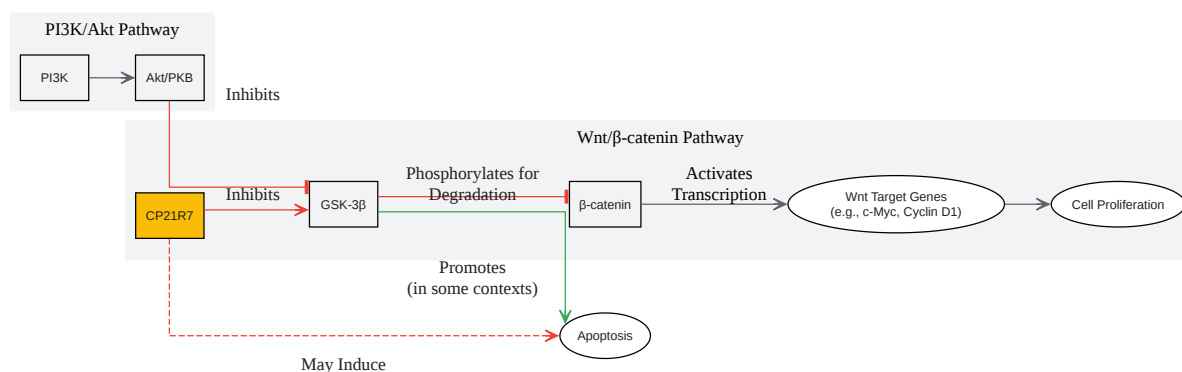 PI3K/Akt Pathway
PI3K
Akt/PKB
Inhibits
Wnt/β-catenin Pathway
CP21R7
Inhibits
GSK-3β
Phosphorylates for
Degradation
β-catenin
Activates
Transcription
Wnt Target Genes
(e.g., c-Myc, Cyclin D1)
Cell Proliferation
Promotes
(in some contexts)
Apoptosis
May Induce